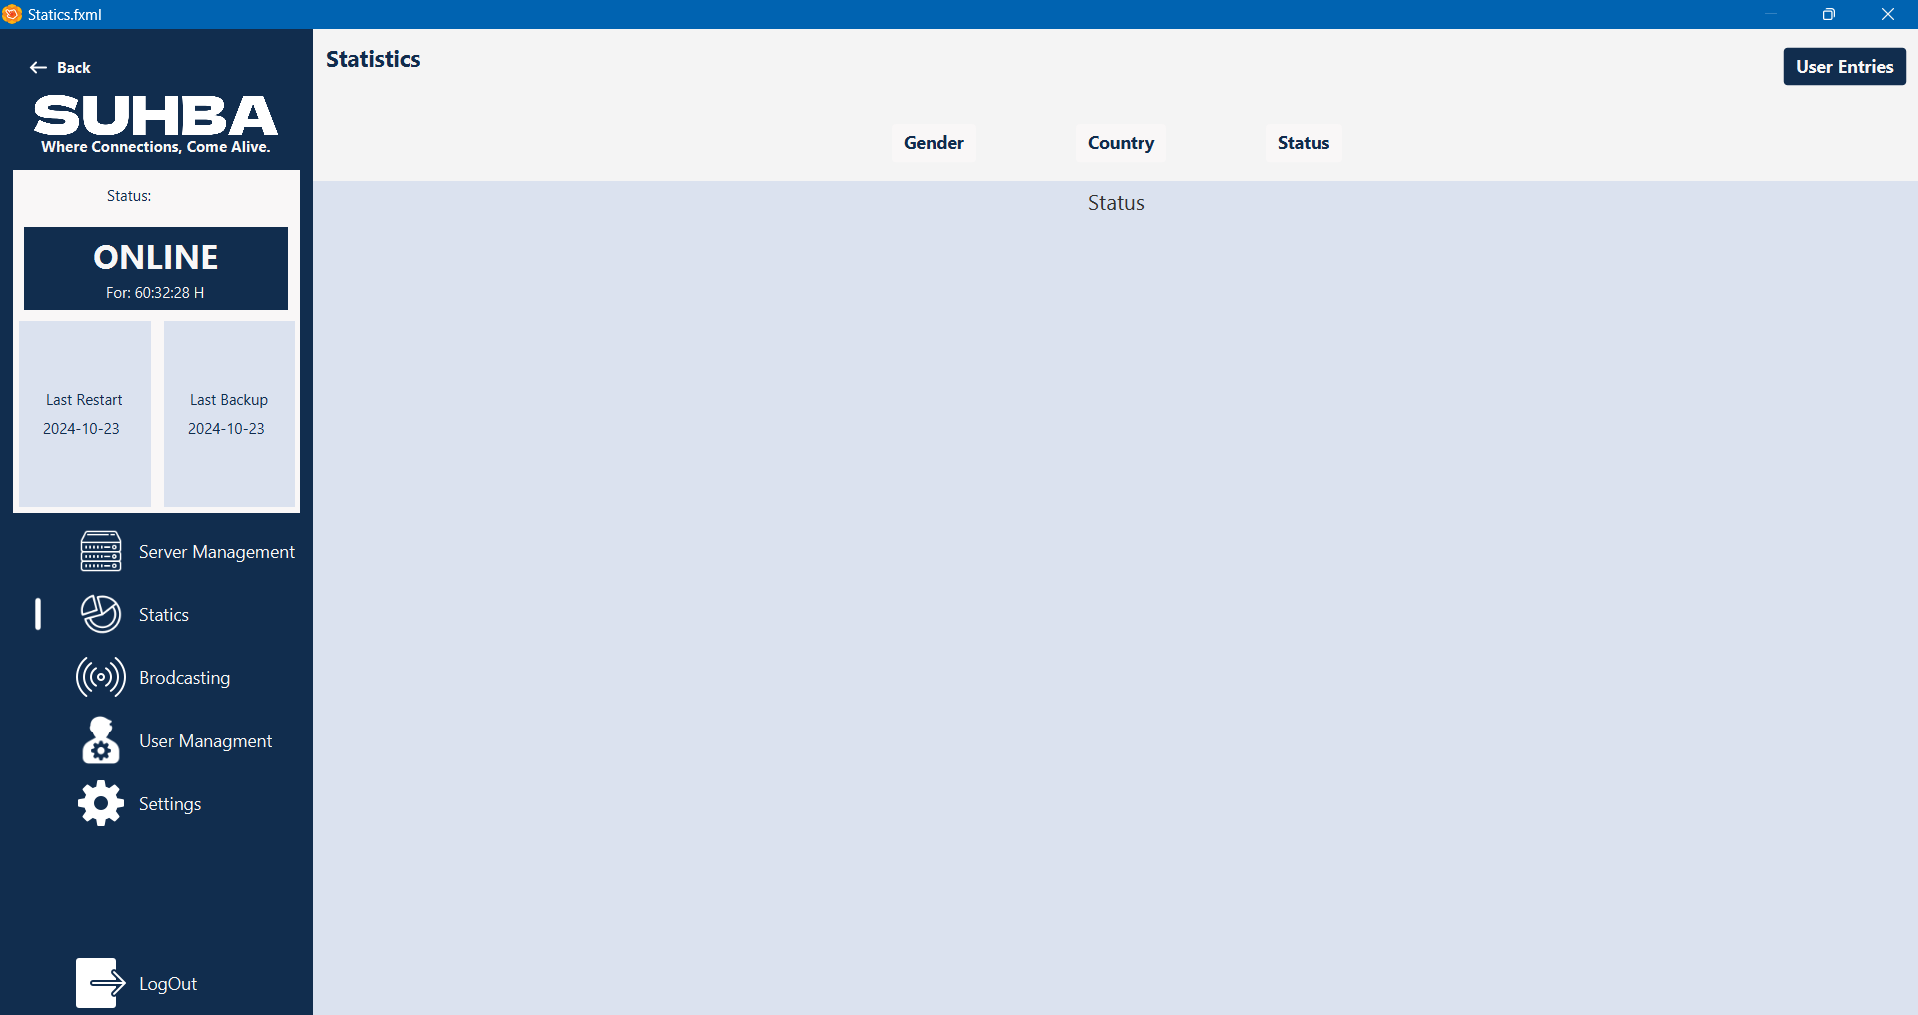 Statics.fxml
Back
SUHBA
Where Connections, Come Alive.
Status:
ONLINE
For: 60:32:28 H
Last Restart
2024-10-23
Last Backup
2024-10-23
Server Management
Statics
Brodcasting
User Managment
Settings
LogOut
Statistics
User Entries
Gender
Country
Status
Status